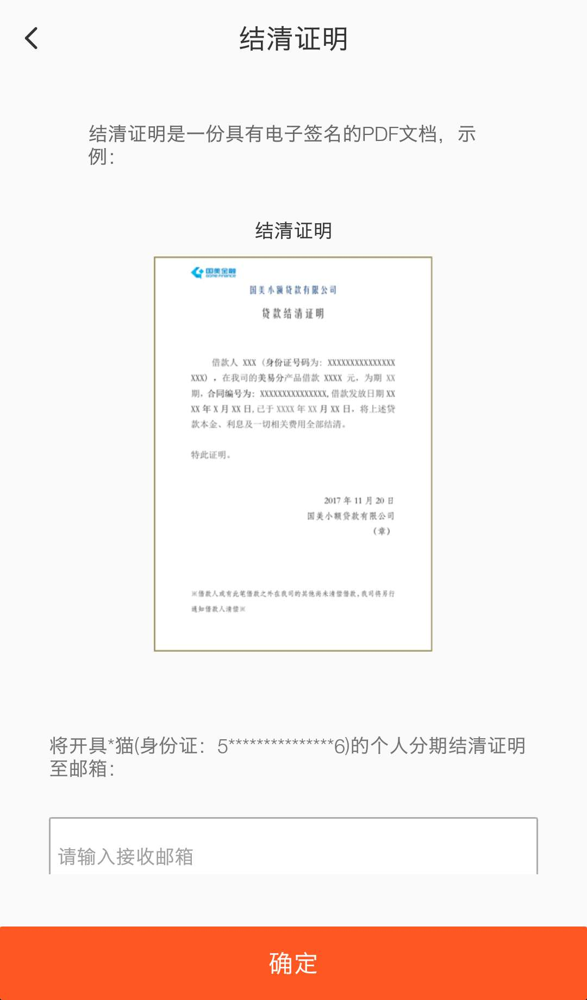 结清证明
结清证明是一份具有电子签名的PDF文档，示
例：
结清证明
国美金融
GOME FINANCE
国美小额贷款有限公司
贷款结清证明
借款人 XXX（身份证号码为：XXXXXXXXXXXXXXX
XXX），在我司的美易分产品借款 XXXX 元，为期 XX
期，合同编号为：XXXXXXXXXXXXXXX,借款发放日期 XX
XX 年 X 月 XX 日,已于 XXXX 年 XX 月 XX 日，将上述贷
款本金、利息及一切相关费用全部结清。
特此证明。
2017 年 11 月 20 日
国美小额贷款有限公司
（章）
※借款人或有此笔借款之外在我司的其他尚未清偿借款,我司将另行
通知借款人清偿※
将开具*猫(身份证：5***************6)的个人分期结清证明
至邮箱：
请输入接收邮箱
确定